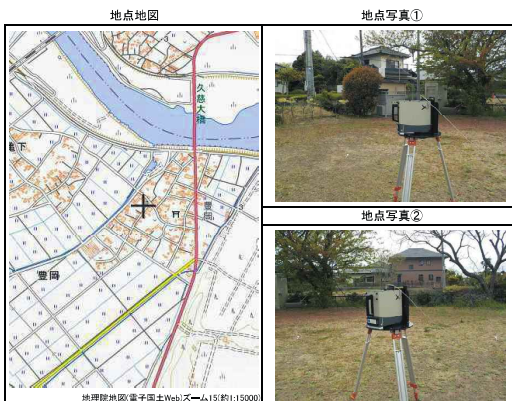 地点地図
地点写真①
久慈大橋
豊岡
豊岡
地点写真②
地理院地図(電子国土Web)ズーム15(約1:15000)